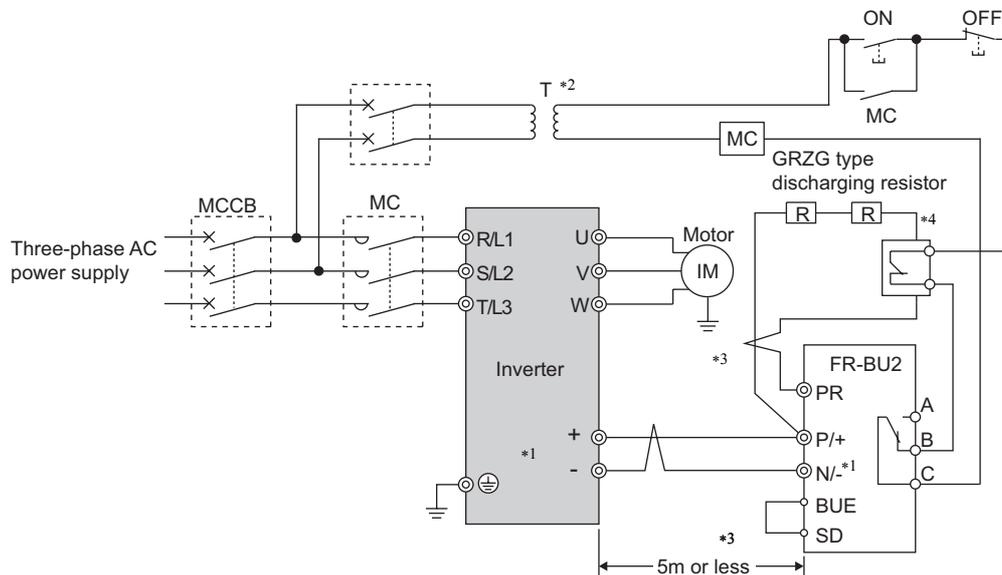 ON
OFF
T *2
MC
MC
GRZG type
discharging resistor
R
R
*4
MCCB
MC
Three-phase AC
power supply
R/L1
S/L2
T/L3
U
V
W
Motor
IM
Inverter
*3
FR-BU2
PR
A
+
P/+
B
*1
-
N/-*1
C
BUE
SD
*3
5m or less